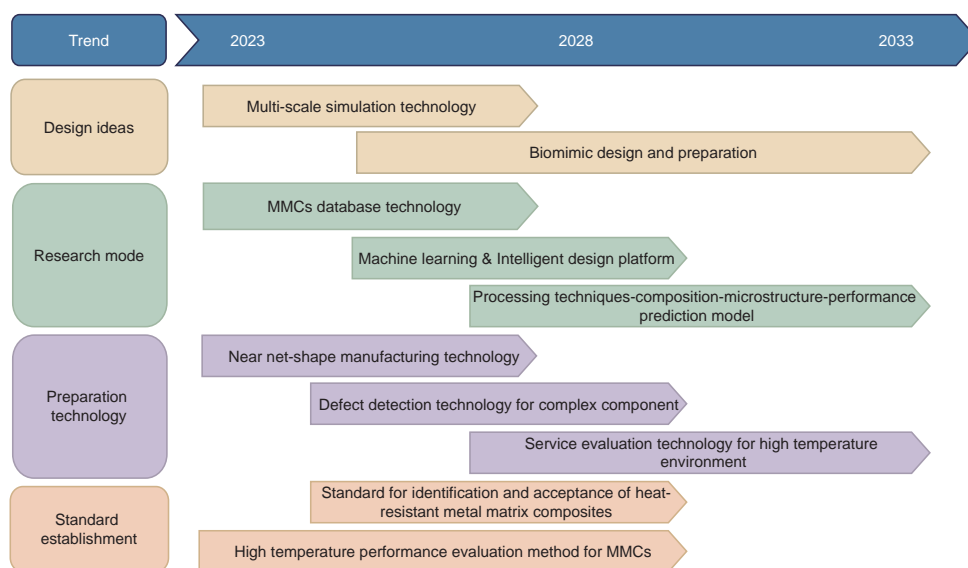 Trend
2023
2028
2033
Design ideas
Multi-scale simulation technology
Biomimic design and preparation
Research mode
MMCs database technology
Machine learning & Intelligent design platform
Processing techniques-composition-microstructure-performance
prediction model
Preparation
technology
Near net-shape manufacturing technology
Defect detection technology for complex component
Service evaluation technology for high temperature
environment
Standard
establishment
Standard for identification and acceptance of heat-
resistant metal matrix composites
High temperature performance evaluation method for MMCs